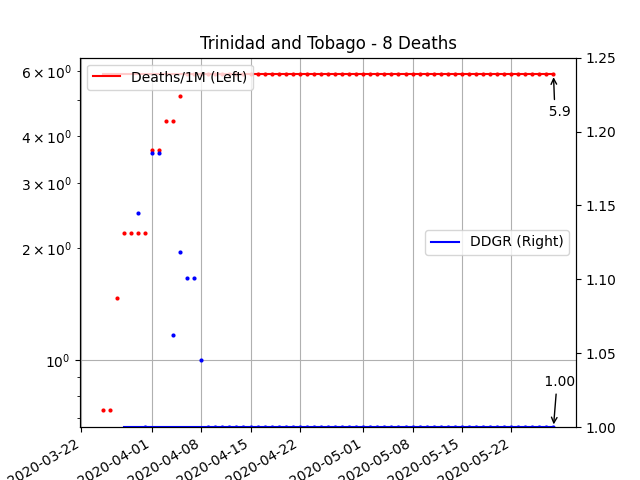 Trinidad and Tobago - 8 Deaths
6 × 10⁰
4 × 10⁰
3 × 10⁰
2 × 10⁰
10⁰
Deaths/1M (Left)
5.9
DDGR (Right)
1.00
1.25
1.20
1.15
1.10
1.05
1.00
2020-03-22
2020-04-01
2020-04-08
2020-04-15
2020-04-22
2020-05-01
2020-05-08
2020-05-15
2020-05-22